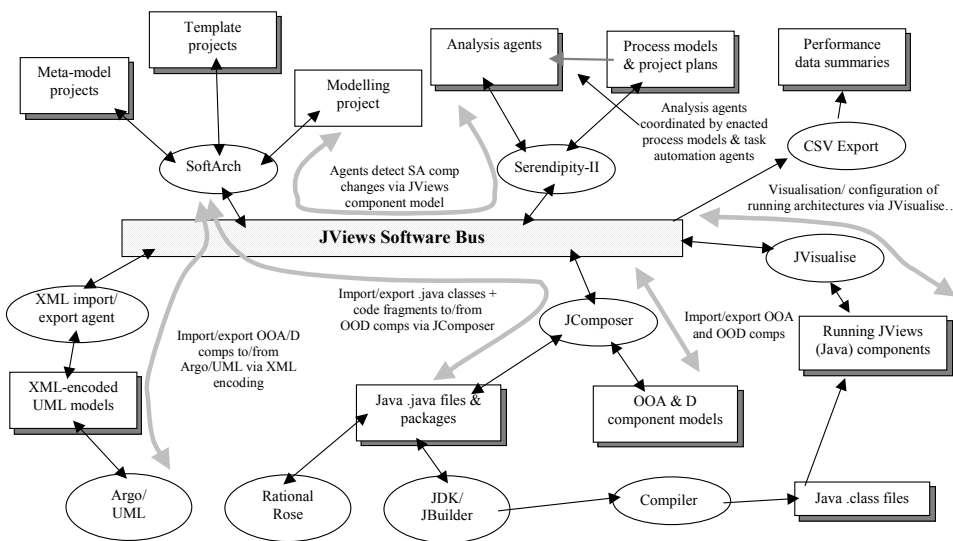 Template
projects
Meta-model
projects
Modelling
project
Analysis agents
Process models
& project plans
Performance
data summaries
Analysis agents
coordinated by enacted
process models & task
automation agents
SoftArch
Agents detect SA comp
changes via JViews
component model
Serendipity-II
CSV Export
Visualisation/ configuration of
running architectures via JVisualise…
JViews Software Bus
JVisualise
XML import/
export agent
Import/export .java classes +
code fragments to/from
OOD comps via JComposer
JComposer
Import/export OOA
and OOD comps
Running JViews
(Java) components
Import/export OOA/D
comps to/from
Argo/UML via XML
encoding
XML-encoded
UML models
Java .java files &
packages
OOA & D
component models
Argo/
UML
Rational
Rose
JDK/
JBuilder
Compiler
Java .class files